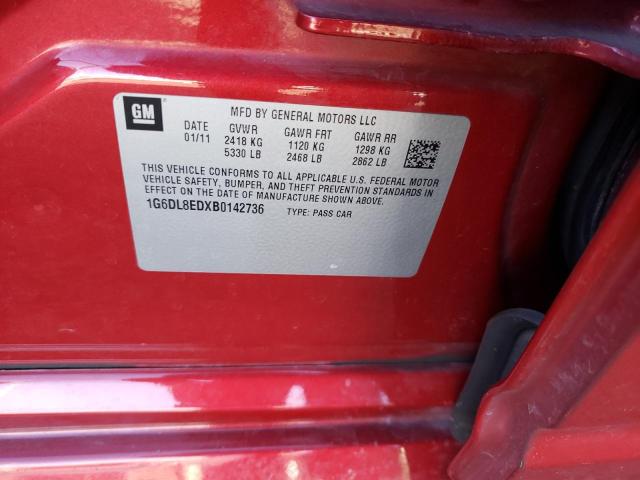 GM
MFD BY GENERAL MOTORS LLC
DATE GVWR GAWR FRT GAWR RR
01/11 2418 KG 1120 KG 1298 KG
5330 LB 2468 LB 2862 LB
THIS VEHICLE CONFORMS TO ALL APPLICABLE U.S. FEDERAL MOTOR
VEHICLE SAFETY, BUMPER, AND THEFT PREVENTION STANDARDS IN
EFFECT ON THE DATE OF MANUFACTURE SHOWN ABOVE.
1G6DL8EDXB0142736 TYPE: PASS CAR